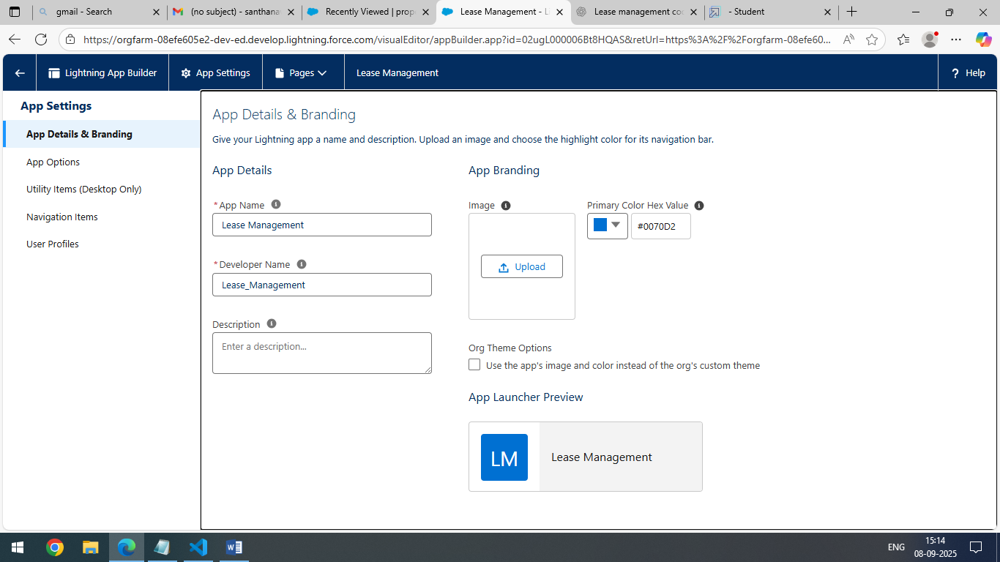 gmail - Search
(no subject) - santhana
Recently Viewed | prop
Lease Management - L
Lease management co
- Student
https://orgfarm-08efe605e2-dev-ed.develop.lightning.force.com/visualEditor/appBuilder.app?id=02ugL000006Bt8HQAS&retUrl=https%3A%2F%2Forgfarm-08efe60...
Lightning App Builder
App Settings
Pages
Lease Management
? Help
App Settings
App Details & Branding
App Options
Utility Items (Desktop Only)
Navigation Items
User Profiles
App Details & Branding
Give your Lightning app a name and description. Upload an image and choose the highlight color for its navigation bar.
App Details
*App Name
Lease Management
*Developer Name
Lease_Management
Description
Enter a description...
App Branding
Image
Upload
Primary Color Hex Value
#0070D2
Org Theme Options
Use the app's image and color instead of the org's custom theme
App Launcher Preview
LM
Lease Management
ENG
15:14
08-09-2025